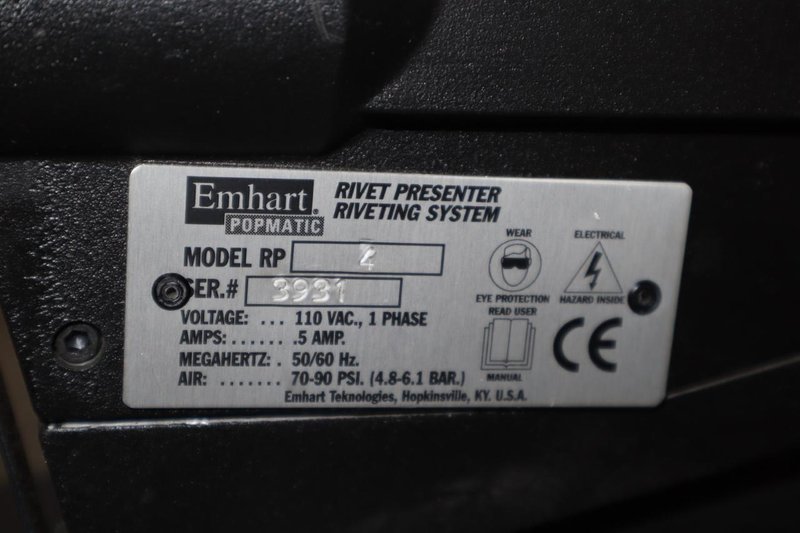 Emhart®
POPMATIC
RIVET PRESENTER
RIVETING SYSTEM
MODEL RP 4
SER.# 3931
VOLTAGE: ... 110 VAC., 1 PHASE
AMPS:...... .5 AMP.
MEGAHERTZ: . 50/60 Hz.
AIR: ....... 70-90 PSI. (4.8-6.1 BAR.)
Emhart Teknologies, Hopkinsville, KY. U.S.A.
WEAR
EYE PROTECTION
ELECTRICAL
HAZARD INSIDE
READ USER
MANUAL
CE